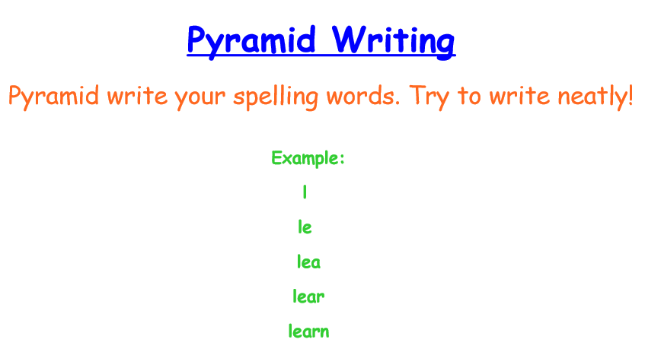 Pyramid Writing
Pyramid write your spelling words. Try to write neatly!
Example:
l
le
lea
lear
learn